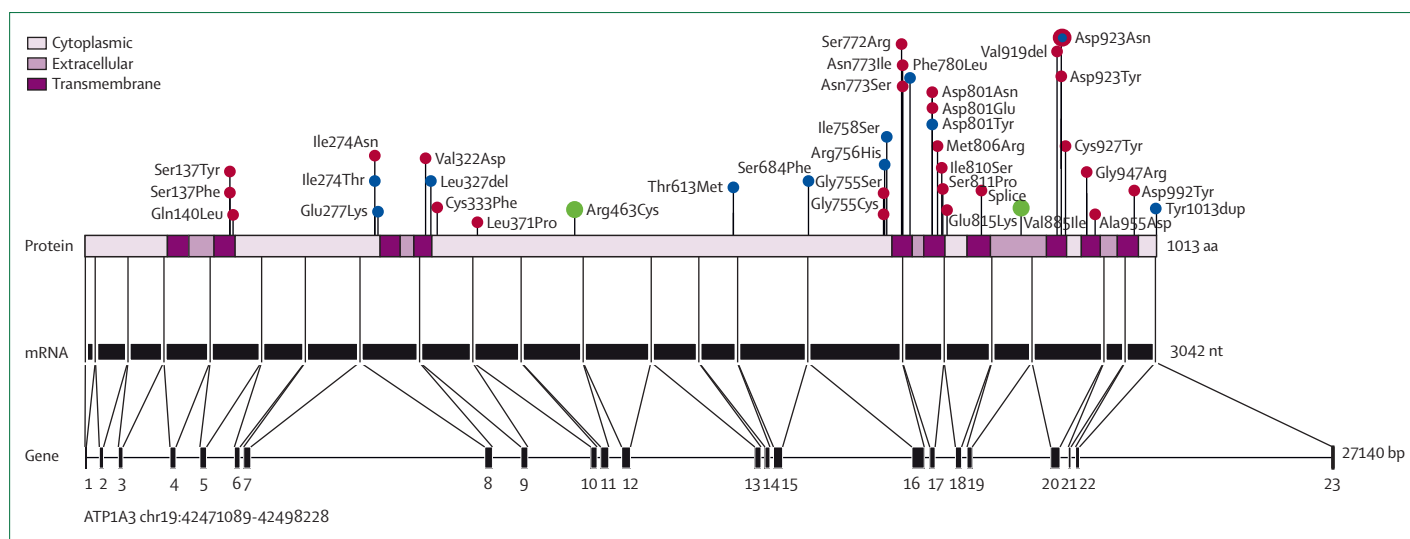 Cytoplasmic
Extracellular
Transmembrane
Ser137Tyr
Ser137Phe
Gln140Leu
Ile274Asn
Ile274Thr
Glu277Lys
Val322Asp
Leu327del
Cys333Phe
Leu371Pro
Arg463Cys
Thr613Met
Ser684Phe
Ile758Ser
Arg756His
Gly755Ser
Gly755Cys
Ser772Arg
Asn773Ile
Asn773Ser
Phe780Leu
Asp801Asn
Asp801Glu
Asp801Tyr
Met806Arg
Ile810Ser
Ser811Pro
Glu815Lys
Splice
Val885Ile
Val919del
Asp923Asn
Asp923Tyr
Cys927Tyr
Gly947Arg
Ala955Asp
Asp992Tyr
Tyr1013dup
Protein
1013 aa
mRNA
3042 nt
Gene
27140 bp
1 2 3 4 5 6 7 8 9 10 11 12 13 14 15 16 17 18 19 20 21 22 23
ATP1A3 chr19:42471089-42498228